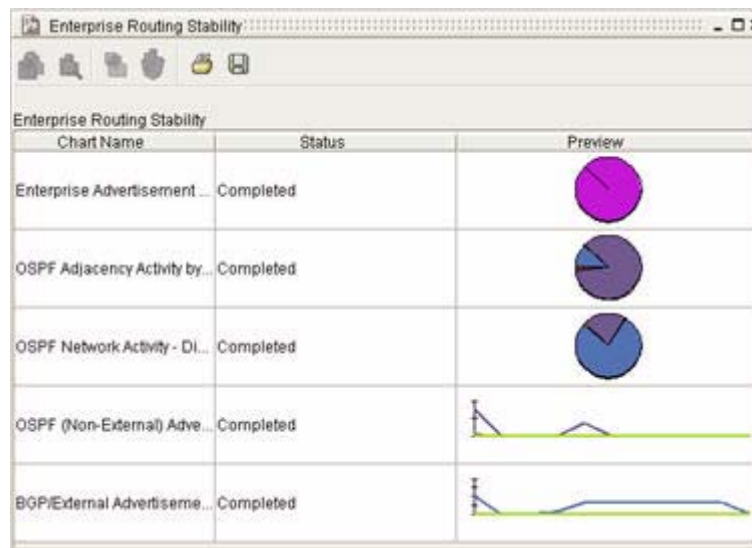 Enterprise Routing Stability
Enterprise Routing Stability
Chart Name Status Preview
Enterprise Advertisement ... Completed
OSPF Adjacency Activity by... Completed
OSPF Network Activity - Di... Completed
OSPF (Non-External) Adve... Completed
BGP/External Advertiseme... Completed